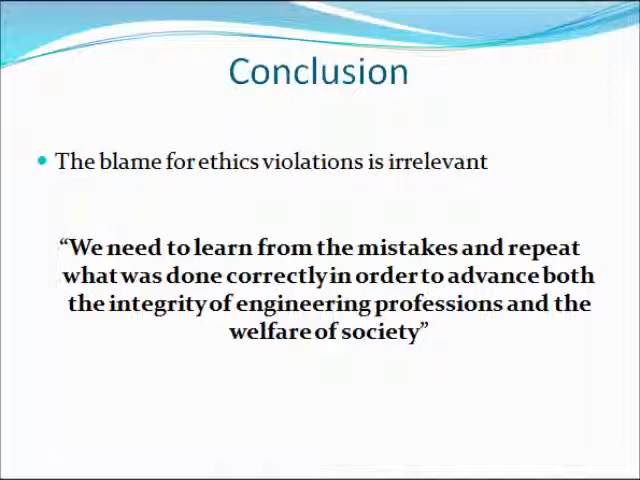 Conclusion
The blame for ethics violations is irrelevant
“We need to learn from the mistakes and repeat
what was done correctly in order to advance both
the integrity of engineering professions and the
welfare of society”